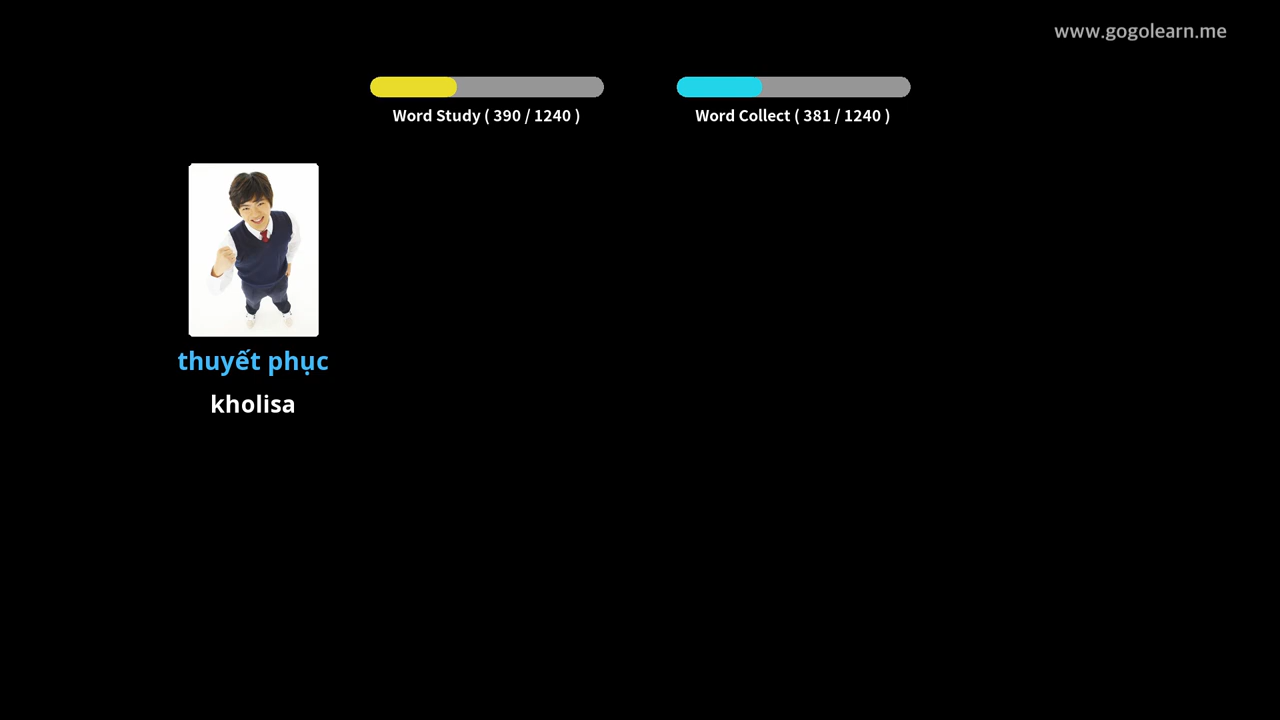 www.gogolearn.me
Word Study ( 390 / 1240 )
Word Collect ( 381 / 1240 )
thuyết phục
kholisa